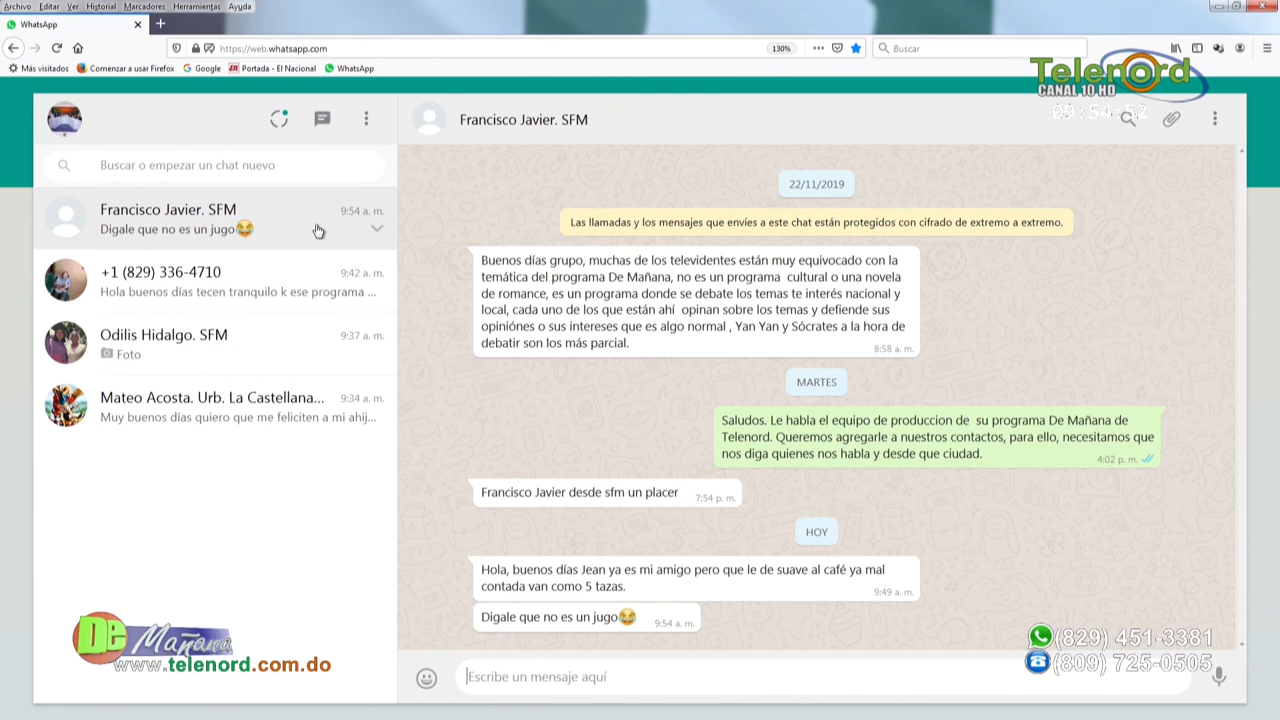 Archivo Editar Ver Historial Marcadores Herramientas Ayuda
WhatsApp
https://web.whatsapp.com
130%
Buscar
Más visitados Comenzar a usar Firefox Google Portada - El Nacional WhatsApp
Telenord
CANAL 10.HD
09:54:52
Francisco Javier. SFM
Buscar o empezar un chat nuevo
Francisco Javier. SFM 9:54 a. m.
Digale que no es un jugo😂
+1 (829) 336-4710 9:42 a. m.
Hola buenos días tecen tranquilo k ese programa ...
Odilis Hidalgo. SFM 9:37 a. m.
Foto
Mateo Acosta. Urb. La Castellana... 9:34 a. m.
Muy buenos días quiero que me feliciten a mi ahij...
22/11/2019
Las llamadas y los mensajes que envíes a este chat están protegidos con cifrado de extremo a extremo.
Buenos días grupo, muchas de los televidentes están muy equivocado con la
temática del programa De Mañana, no es un programa cultural o una novela
de romance, es un programa donde se debate los temas te interés nacional y
local, cada uno de los que están ahí opinan sobre los temas y defiende sus
opiniónes o sus intereses que es algo normal , Yan Yan y Sócrates a la hora de
debatir son los más parcial.
8:58 a. m.
MARTES
Saludos. Le habla el equipo de produccion de su programa De Mañana de
Telenord. Queremos agregarle a nuestros contactos, para ello, necesitamos que
nos diga quienes nos habla y desde que ciudad.
4:02 p. m.
Francisco Javier desde sfm un placer 7:54 p. m.
HOY
Hola, buenos días Jean ya es mi amigo pero que le de suave al café ya mal
contada van como 5 tazas.
9:49 a. m.
Digale que no es un jugo😂 9:54 a. m.
Escribe un mensaje aquí
De Mañana
www.telenord.com.do
(829) 451-3381
(809) 725-0505